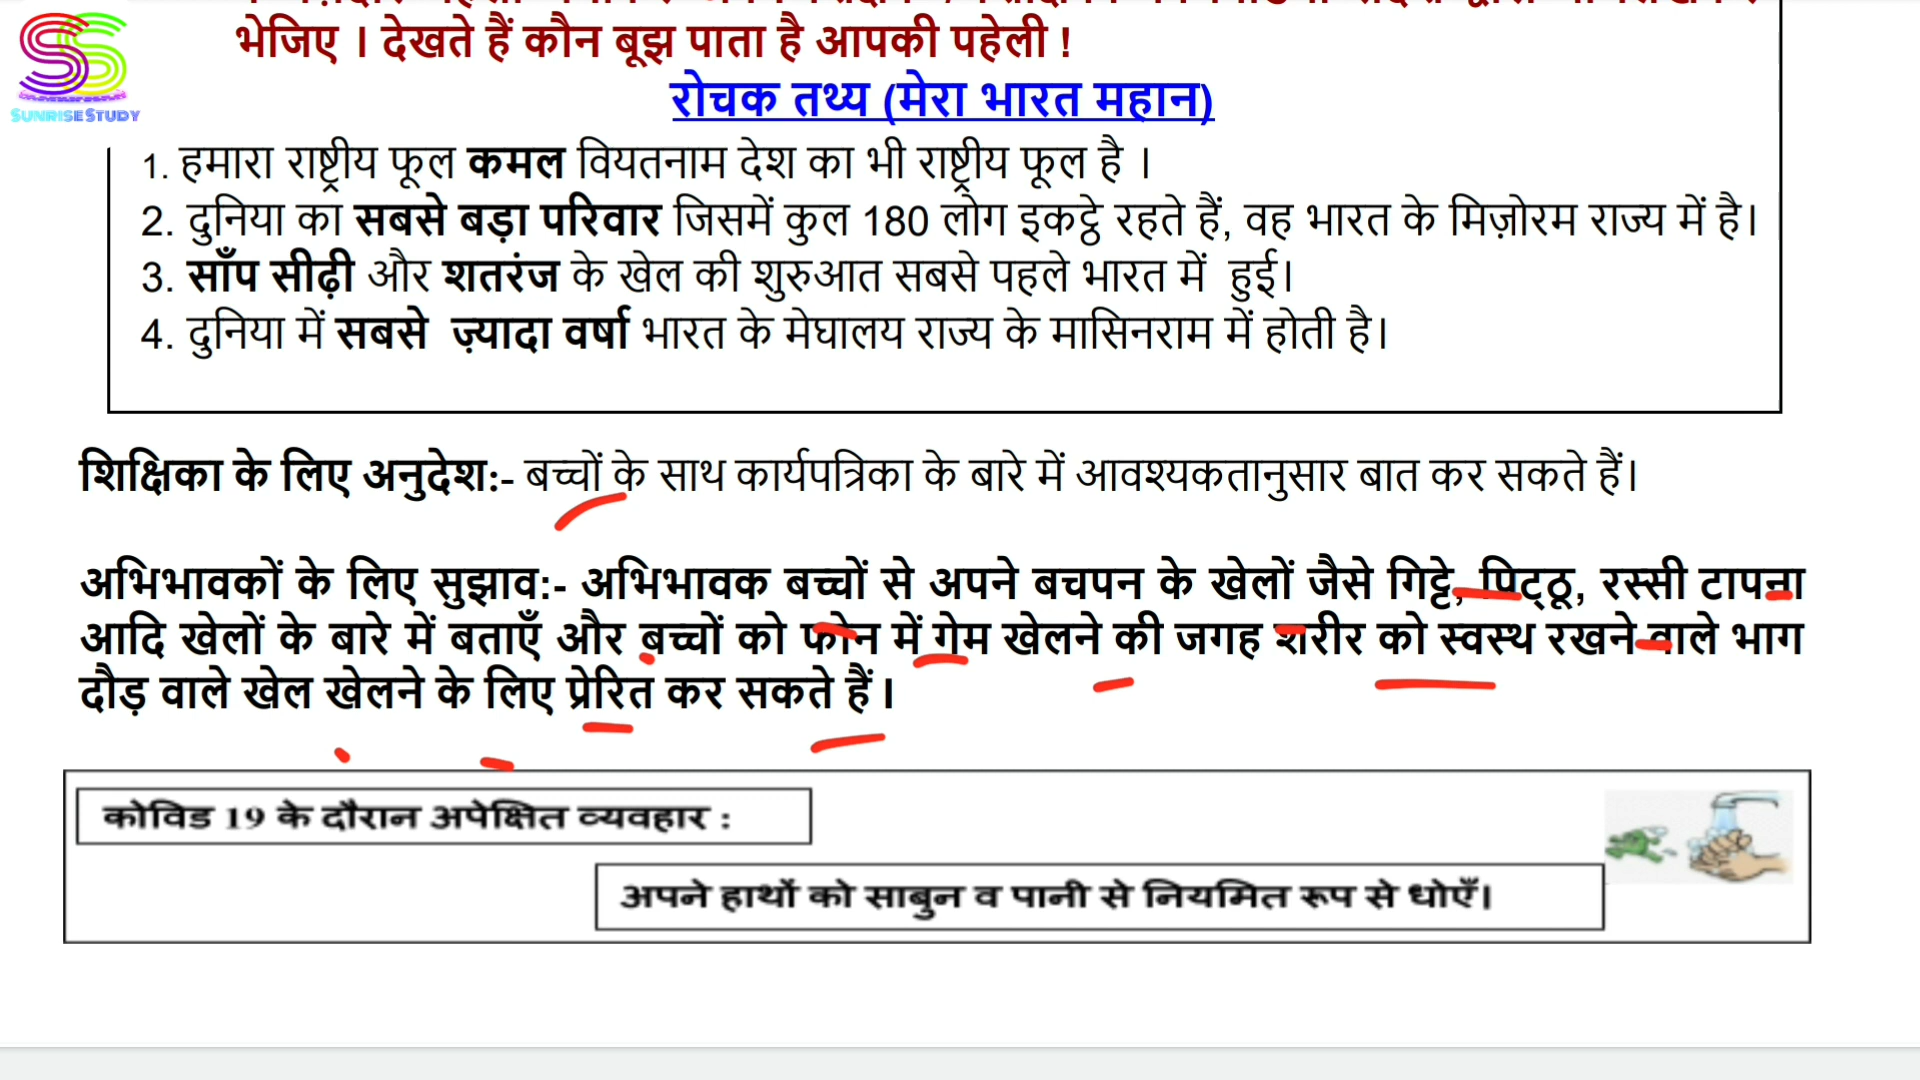 भेजिए । देखते हैं कौन बूझ पाता है आपकी पहेली !
SUNRISESTUDY
रोचक तथ्य (मेरा भारत महान)
1. हमारा राष्ट्रीय फूल कमल वियतनाम देश का भी राष्ट्रीय फूल है ।
2. दुनिया का सबसे बड़ा परिवार जिसमें कुल 180 लोग इकट्ठे रहते हैं, वह भारत के मिज़ोरम राज्य में है।
3. साँप सीढ़ी और शतरंज के खेल की शुरुआत सबसे पहले भारत में हुई।
4. दुनिया में सबसे ज़्यादा वर्षा भारत के मेघालय राज्य के मासिनराम में होती है।
शिक्षिका के लिए अनुदेश:- बच्चों के साथ कार्यपत्रिका के बारे में आवश्यकतानुसार बात कर सकते हैं।
अभिभावकों के लिए सुझाव:- अभिभावक बच्चों से अपने बचपन के खेलों जैसे गिट्टे, पिट्ठू, रस्सी टापना
आदि खेलों के बारे में बताएँ और बच्चों को फोन में गेम खेलने की जगह शरीर को स्वस्थ रखने वाले भाग
दौड़ वाले खेल खेलने के लिए प्रेरित कर सकते हैं।
कोविड 19 के दौरान अपेक्षित व्यवहार :
अपने हाथों को साबुन व पानी से नियमित रूप से धोएँ।